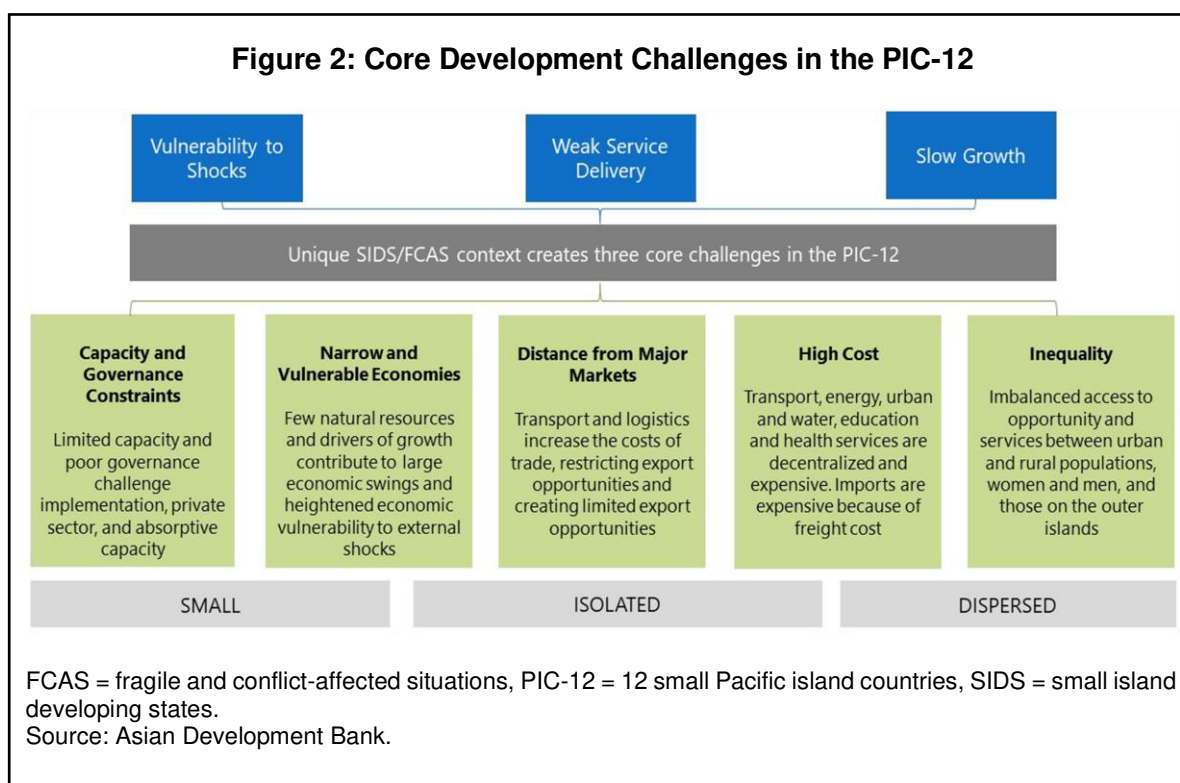 Figure 2: Core Development Challenges in the PIC-12
Vulnerability to
Shocks
Weak Service
Delivery
Slow Growth
Unique SIDS/FCAS context creates three core challenges in the PIC-12
Capacity and
Governance
Constraints
Limited capacity and
poor governance
challenge
implementation, private
sector, and absorptive
capacity
Narrow and
Vulnerable Economies
Few natural resources
and drivers of growth
contribute to large
economic swings and
heightened economic
vulnerability to external
shocks
Distance from Major
Markets
Transport and logistics
increase the costs of
trade, restricting export
opportunities and
creating limited export
opportunities
High Cost
Transport, energy, urban
and water, education
and health services are
decentralized and
expensive. Imports are
expensive because of
freight cost
Inequality
Imbalanced access to
opportunity and
services between urban
and rural populations,
women and men, and
those on the outer
islands
SMALL
ISOLATED
DISPERSED
FCAS = fragile and conflict-affected situations, PIC-12 = 12 small Pacific island countries, SIDS = small island
developing states.
Source: Asian Development Bank.